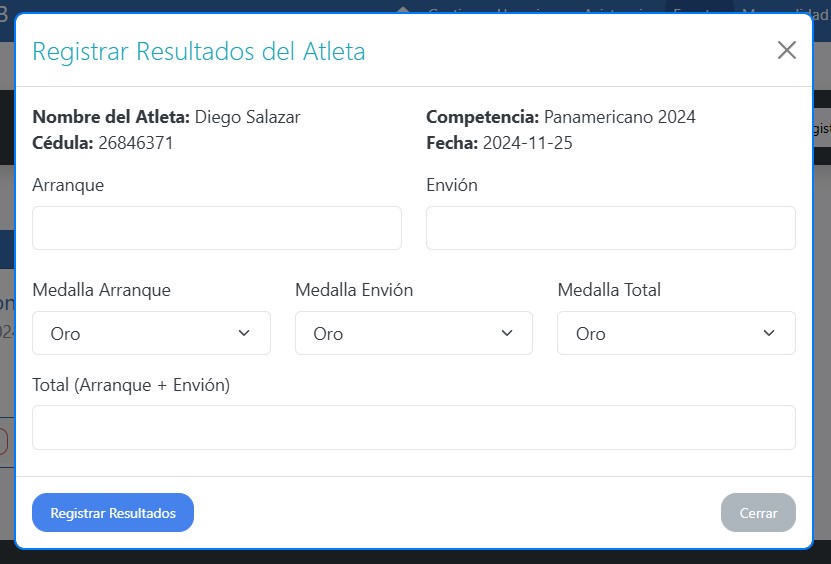 Registrar Resultados del Atleta
Nombre del Atleta: Diego Salazar
Competencia: Panamericano 2024
Cédula: 26846371
Fecha: 2024-11-25
Arranque
Envión
Medalla Arranque
Medalla Envión
Medalla Total
Oro
Oro
Oro
Total (Arranque + Envión)
Registrar Resultados
Cerrar